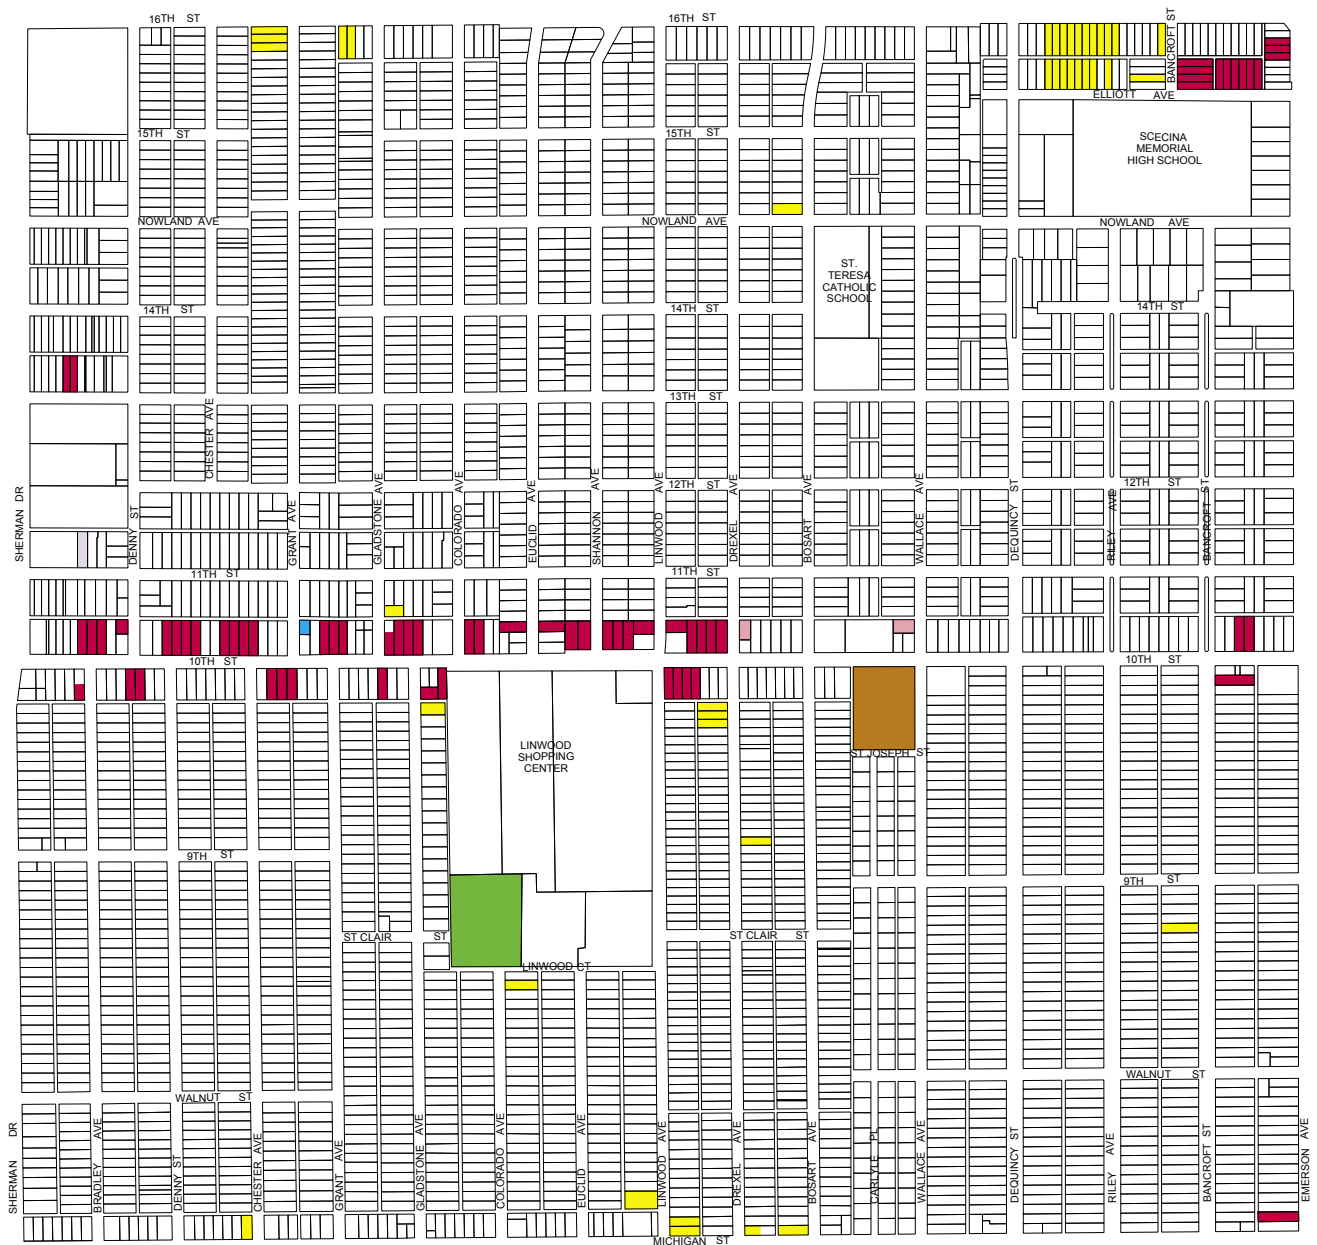 16TH ST
16TH ST
BANCROFT ST
ELLIOTT AVE
15TH ST
15TH ST
SCECINA
MEMORIAL
HIGH SCHOOL
NOWLAND AVE
NOWLAND AVE
NOWLAND AVE
ST.
TERESA
CATHOLIC
SCHOOL
14TH ST
14TH ST
14TH ST
13TH ST
CHESTER AVE
12TH ST
12TH ST
SHERMAN DR
DENNY ST
GRANT AVE
GLADSTONE AVE
COLORADO AVE
EUCLID AVE
SHANNON AVE
LINWOOD AVE
DREXEL AVE
BOSART AVE
WALLACE AVE
DEQUINCY ST
RILEY AVE
BANCROFT ST
11TH ST
11TH ST
10TH ST
10TH ST
LINWOOD
SHOPPING
CENTER
ST JOSEPH ST
9TH ST
9TH ST
ST CLAIR ST
ST CLAIR ST
LINWOOD CT
WALNUT ST
WALNUT ST
SHERMAN DR
BRADLEY AVE
DENNY ST
CHESTER AVE
GRANT AVE
GLADSTONE AVE
COLORADO AVE
EUCLID AVE
LINWOOD AVE
DREXEL AVE
BOSART AVE
CARLYLE PL
WALLACE AVE
DEQUINCY ST
RILEY AVE
BANCROFT ST
EMERSON AVE
MICHIGAN ST